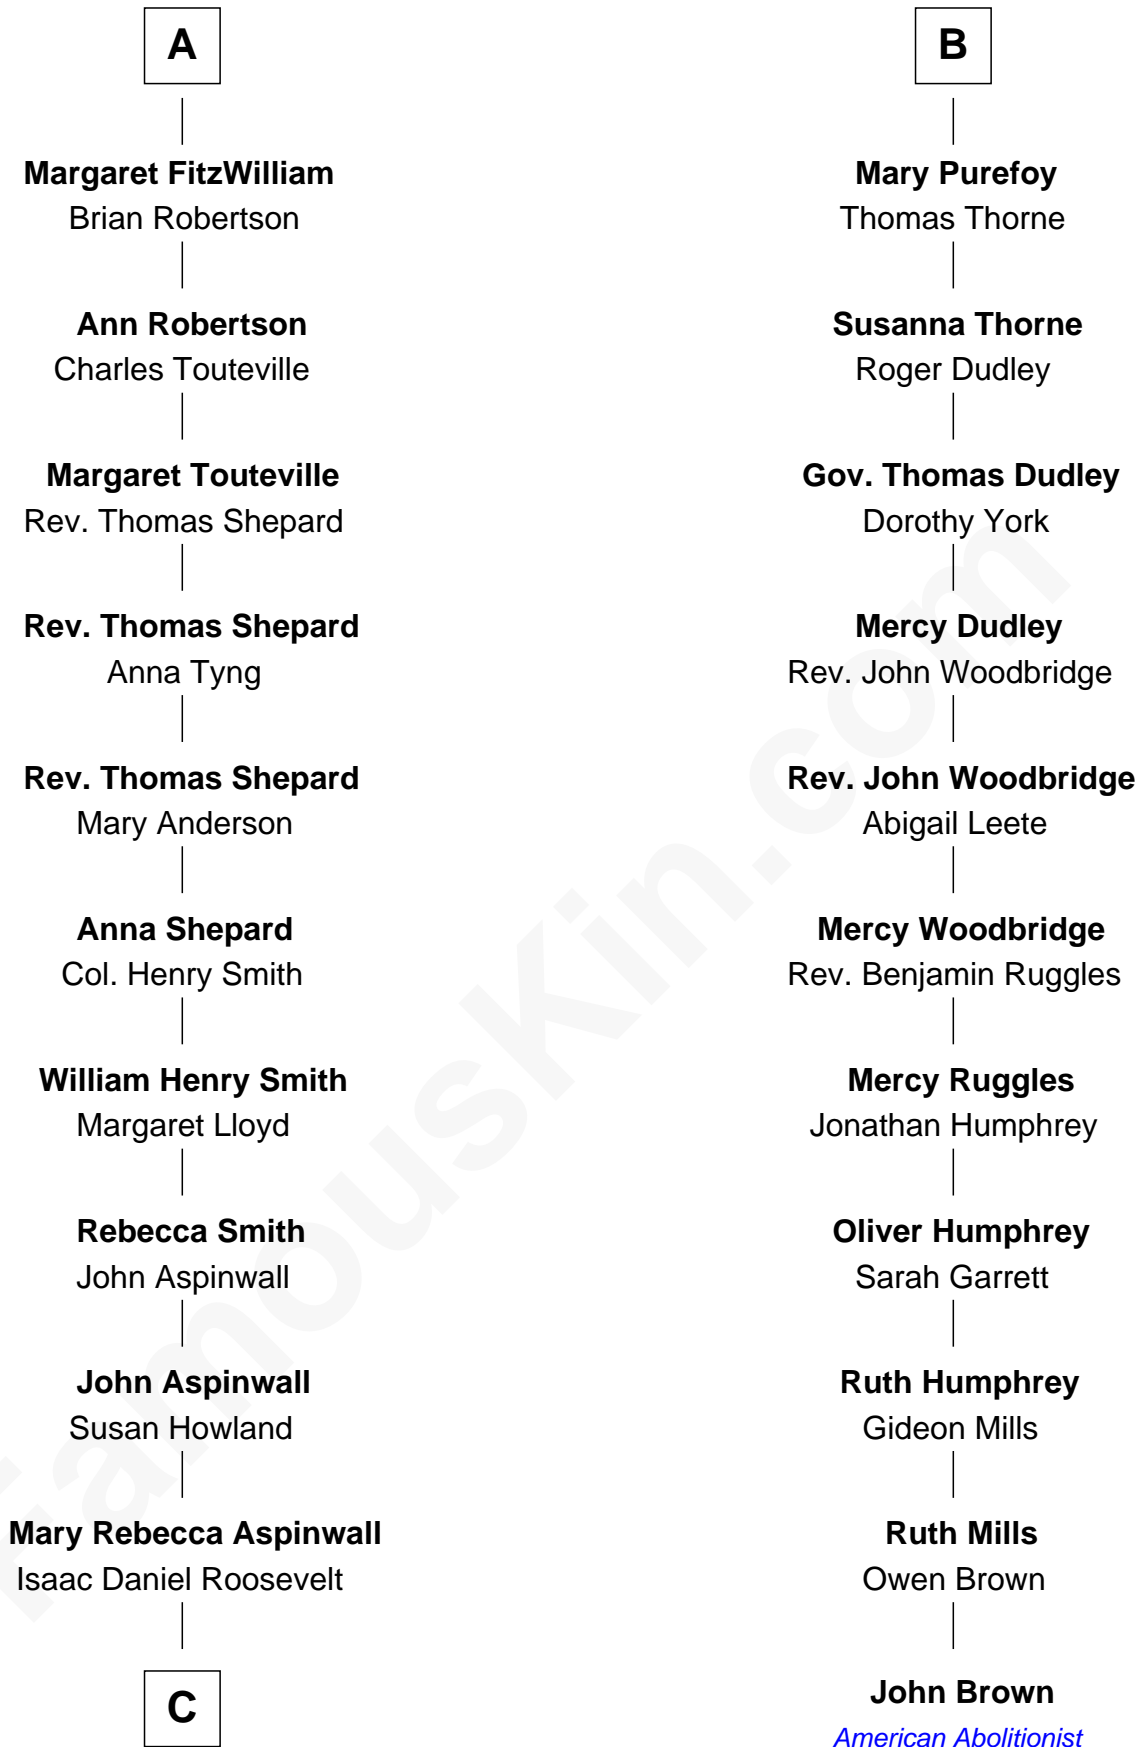 A
Margaret FitzWilliam
Brian Robertson
Ann Robertson
Charles Touteville
Margaret Touteville
Rev. Thomas Shepard
Rev. Thomas Shepard
Anna Tyng
Rev. Thomas Shepard
Mary Anderson
Anna Shepard
Col. Henry Smith
William Henry Smith
Margaret Lloyd
Rebecca Smith
John Aspinwall
John Aspinwall
Susan Howland
Mary Rebecca Aspinwall
Isaac Daniel Roosevelt
C
B
Mary Purefoy
Thomas Thorne
Susanna Thorne
Roger Dudley
Gov. Thomas Dudley
Dorothy York
Mercy Dudley
Rev. John Woodbridge
Rev. John Woodbridge
Abigail Leete
Mercy Woodbridge
Rev. Benjamin Ruggles
Mercy Ruggles
Jonathan Humphrey
Oliver Humphrey
Sarah Garrett
Ruth Humphrey
Gideon Mills
Ruth Mills
Owen Brown
John Brown
American Abolitionist
FamousKin.com